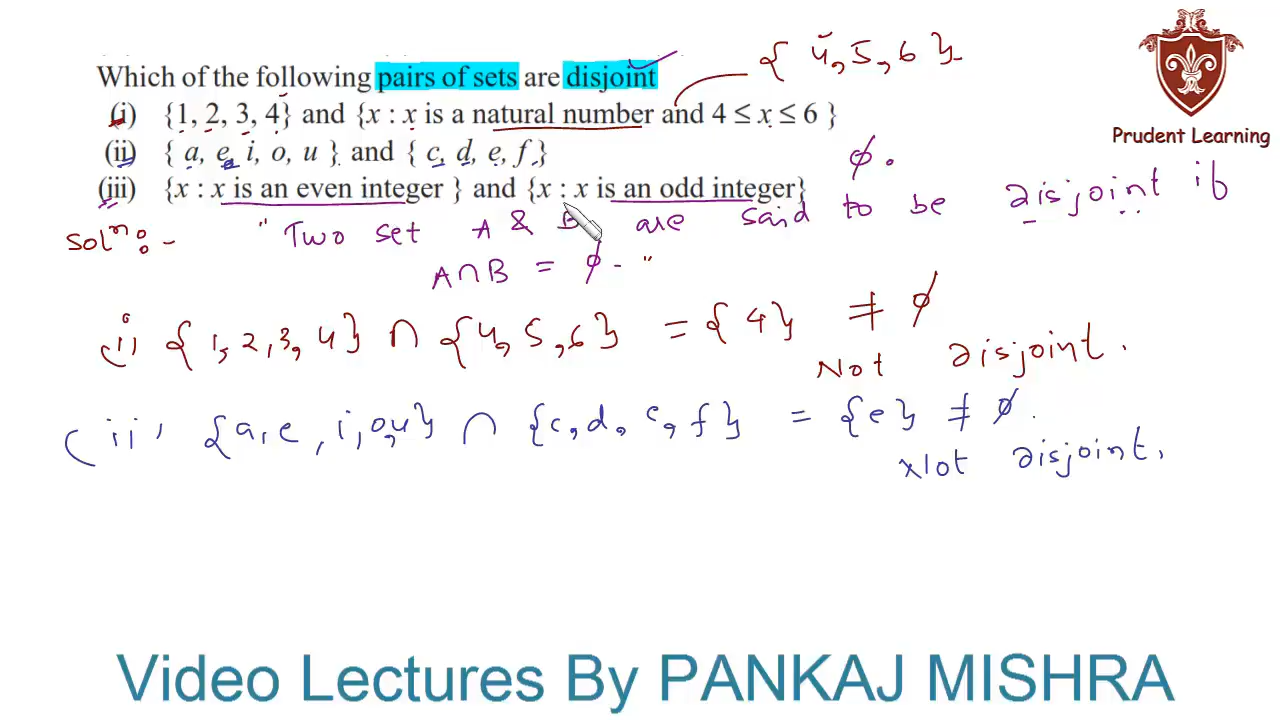 { 4, 5, 6 }
Prudent Learning
Which of the following pairs of sets are disjoint
(i) {1, 2, 3, 4} and {x : x is a natural number and 4 ≤ x ≤ 6 }
(ii) { a, e, i, o, u } and { c, d, e, f }
ϕ .
(iii) {x : x is an even integer } and {x : x is an odd integer}
Solⁿ:- " Two set A & B are said to be disjoint if
A∩B = ϕ . "
(i) {1, 2, 3, 4} ∩ {4, 5, 6} = {4} ≠ ϕ
Not disjoint.
(ii) {a, e, i, o, u} ∩ {c, d, e, f} = {e} ≠ ϕ.
Not disjoint.
Video Lectures By PANKAJ MISHRA